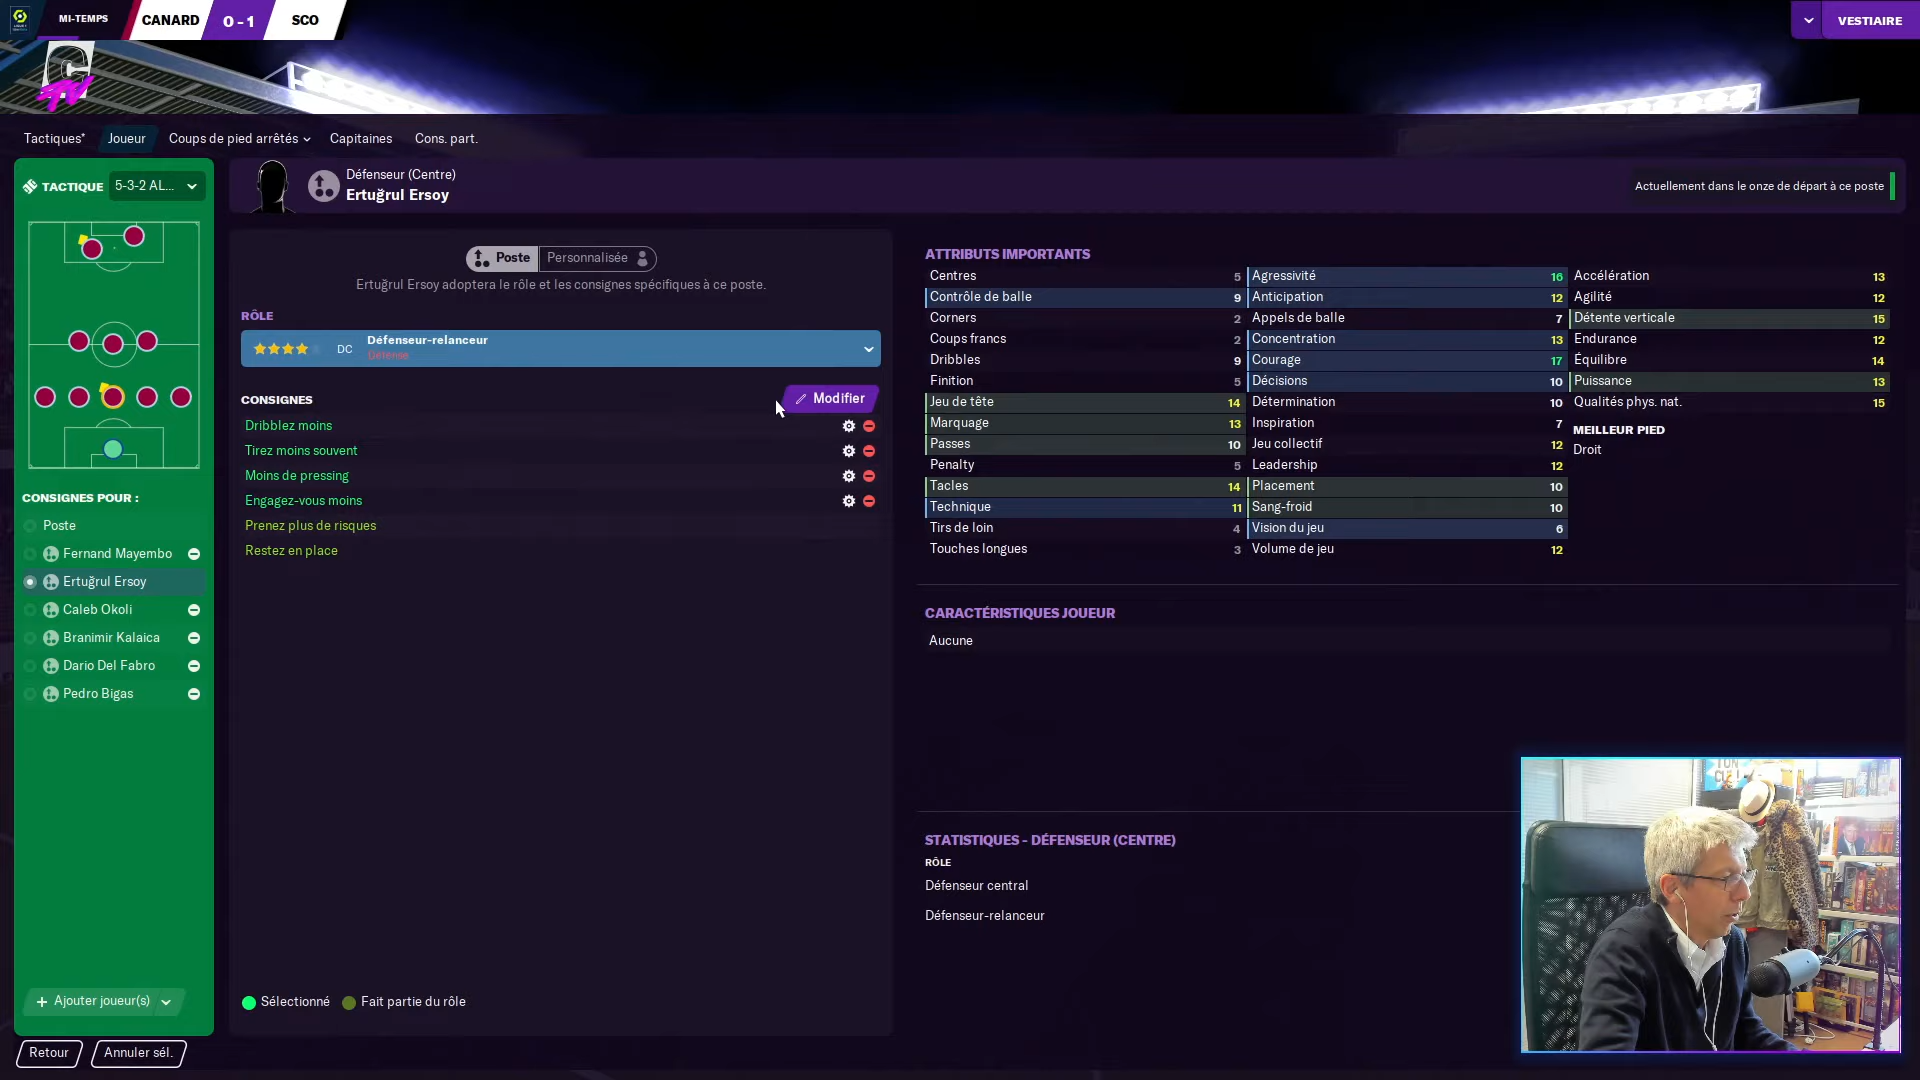 MI-TEMPS
CANARD
0 - 1
SCO
VESTIAIRE
TV
Tactiques*
Joueur
Coups de pied arrêtés
Capitaines
Cons. part.
TACTIQUE
5-3-2 AL...
Défenseur (Centre)
Ertuğrul Ersoy
Actuellement dans le onze de départ à ce poste
Poste
Personnalisée
Ertuğrul Ersoy adoptera le rôle et les consignes spécifiques à ce poste.
RÔLE
DC
Défenseur-relanceur
Défense
CONSIGNES
Modifier
Dribblez moins
Tirez moins souvent
Moins de pressing
Engagez-vous moins
Prenez plus de risques
Restez en place
Sélectionné
Fait partie du rôle
CONSIGNES POUR :
Poste
Fernand Mayembo
Ertuğrul Ersoy
Caleb Okoli
Branimir Kalaica
Dario Del Fabro
Pedro Bigas
Ajouter joueur(s)
Retour
Annuler sél.
ATTRIBUTS IMPORTANTS
Centres 5
Contrôle de balle 9
Corners 2
Coups francs 2
Dribbles 9
Finition 5
Jeu de tête 14
Marquage 13
Passes 10
Penalty 5
Tacles 14
Technique 11
Tirs de loin 4
Touches longues 3
Agressivité 16
Anticipation 12
Appels de balle 7
Concentration 13
Courage 17
Décisions 10
Détermination 10
Inspiration 7
Jeu collectif 12
Leadership 12
Placement 10
Sang-froid 10
Vision du jeu 6
Volume de jeu 12
Accélération 13
Agilité 12
Détente verticale 15
Endurance 12
Équilibre 14
Puissance 13
Qualités phys. nat. 15
MEILLEUR PIED
Droit
CARACTÉRISTIQUES JOUEUR
Aucune
STATISTIQUES - DÉFENSEUR (CENTRE)
RÔLE
Défenseur central
Défenseur-relanceur